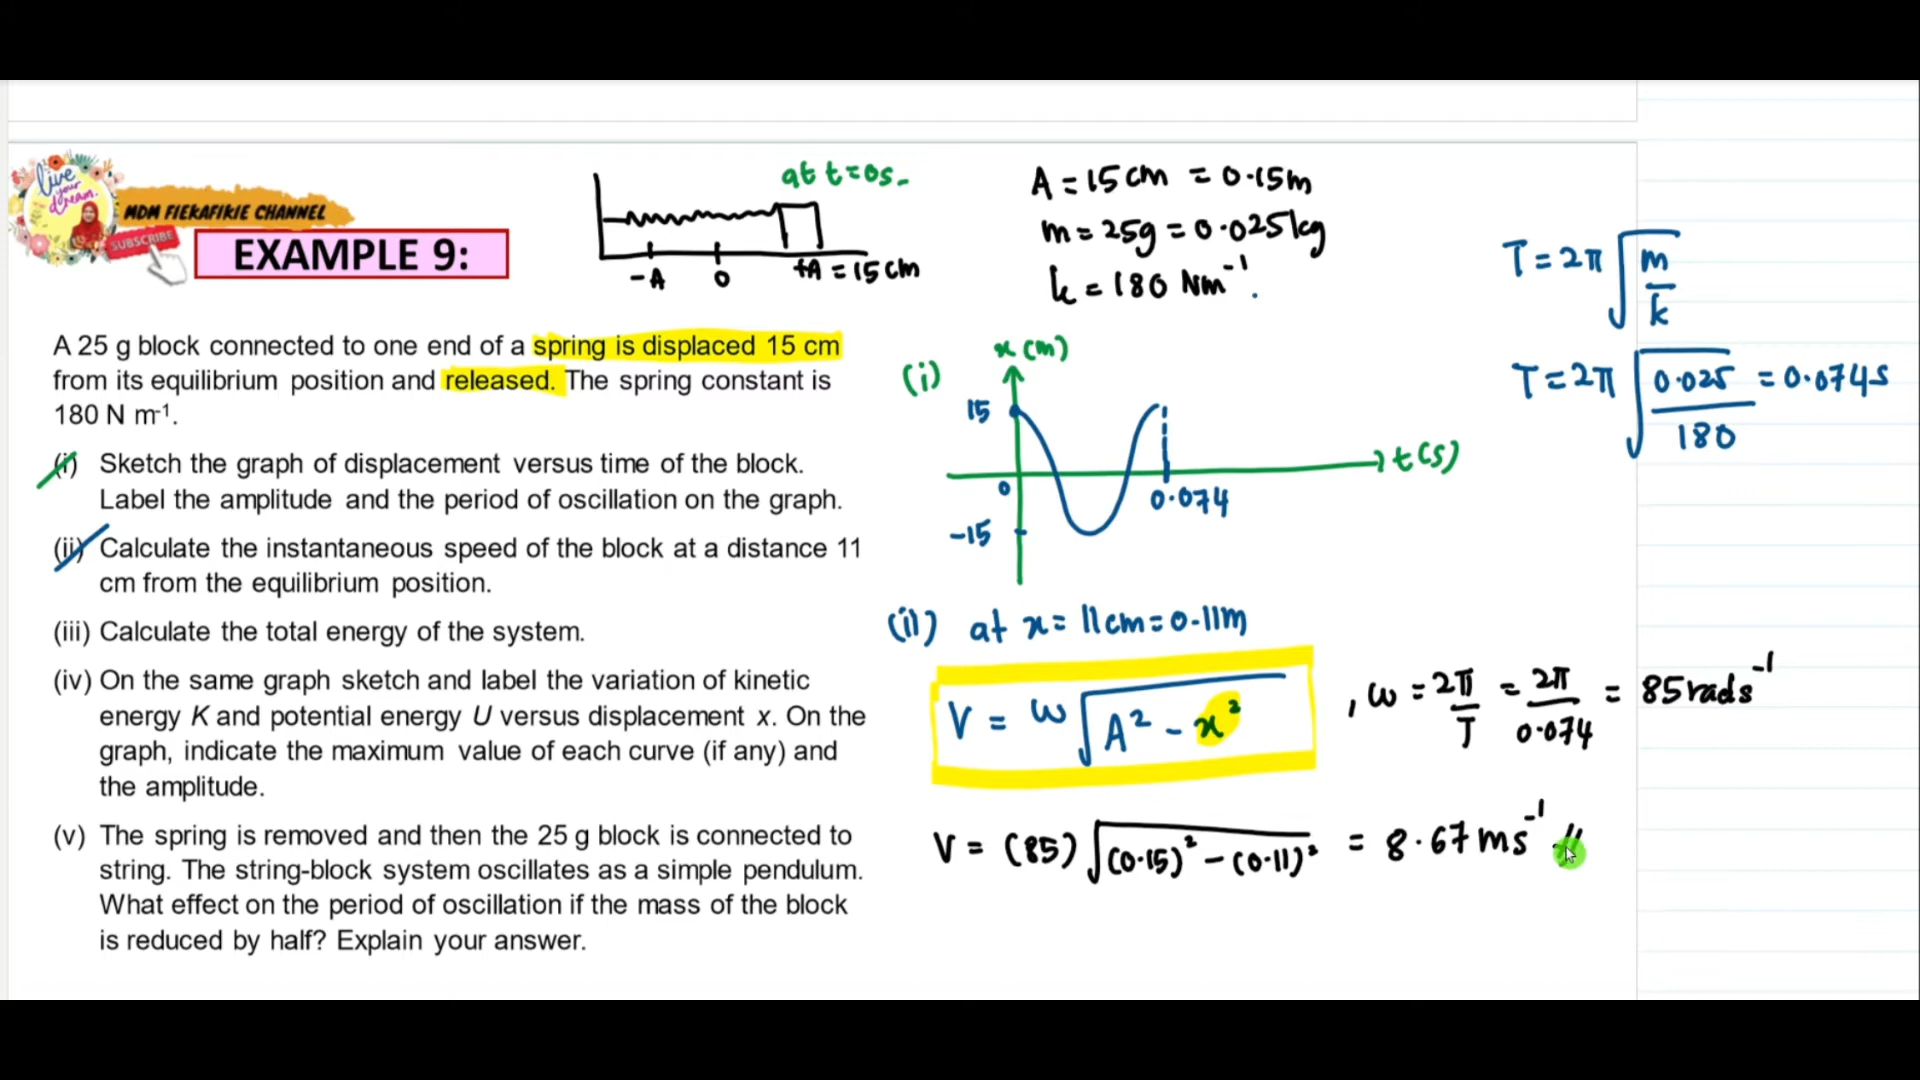 live
your
dream.
MDM FIEKAFIKIE CHANNEL
SUBSCRIBE
EXAMPLE 9:
at t=0s.
-A 0 +A = 15 cm
A = 15 cm = 0.15m
m = 25g = 0.025kg
k = 180 Nm⁻¹.
T = 2π √(m/k)
T = 2π √(0.025/180) = 0.074s
A 25 g block connected to one end of a spring is displaced 15 cm
from its equilibrium position and released. The spring constant is
180 N m⁻¹.
(i) Sketch the graph of displacement versus time of the block.
Label the amplitude and the period of oscillation on the graph.
(ii) Calculate the instantaneous speed of the block at a distance 11
cm from the equilibrium position.
(iii) Calculate the total energy of the system.
(iv) On the same graph sketch and label the variation of kinetic
energy K and potential energy U versus displacement x. On the
graph, indicate the maximum value of each curve (if any) and
the amplitude.
(v) The spring is removed and then the 25 g block is connected to
string. The string-block system oscillates as a simple pendulum.
What effect on the period of oscillation if the mass of the block
is reduced by half? Explain your answer.
(i)
x (m)
15
t(s)
0
0.074
-15
(ii) at x = 11cm = 0.11m
V = ω √(A² - x²) , ω = 2π/T = 2π/0.074 = 85 rads⁻¹
V = (85) √((0.15)² - (0.11)²) = 8.67 ms⁻¹ //